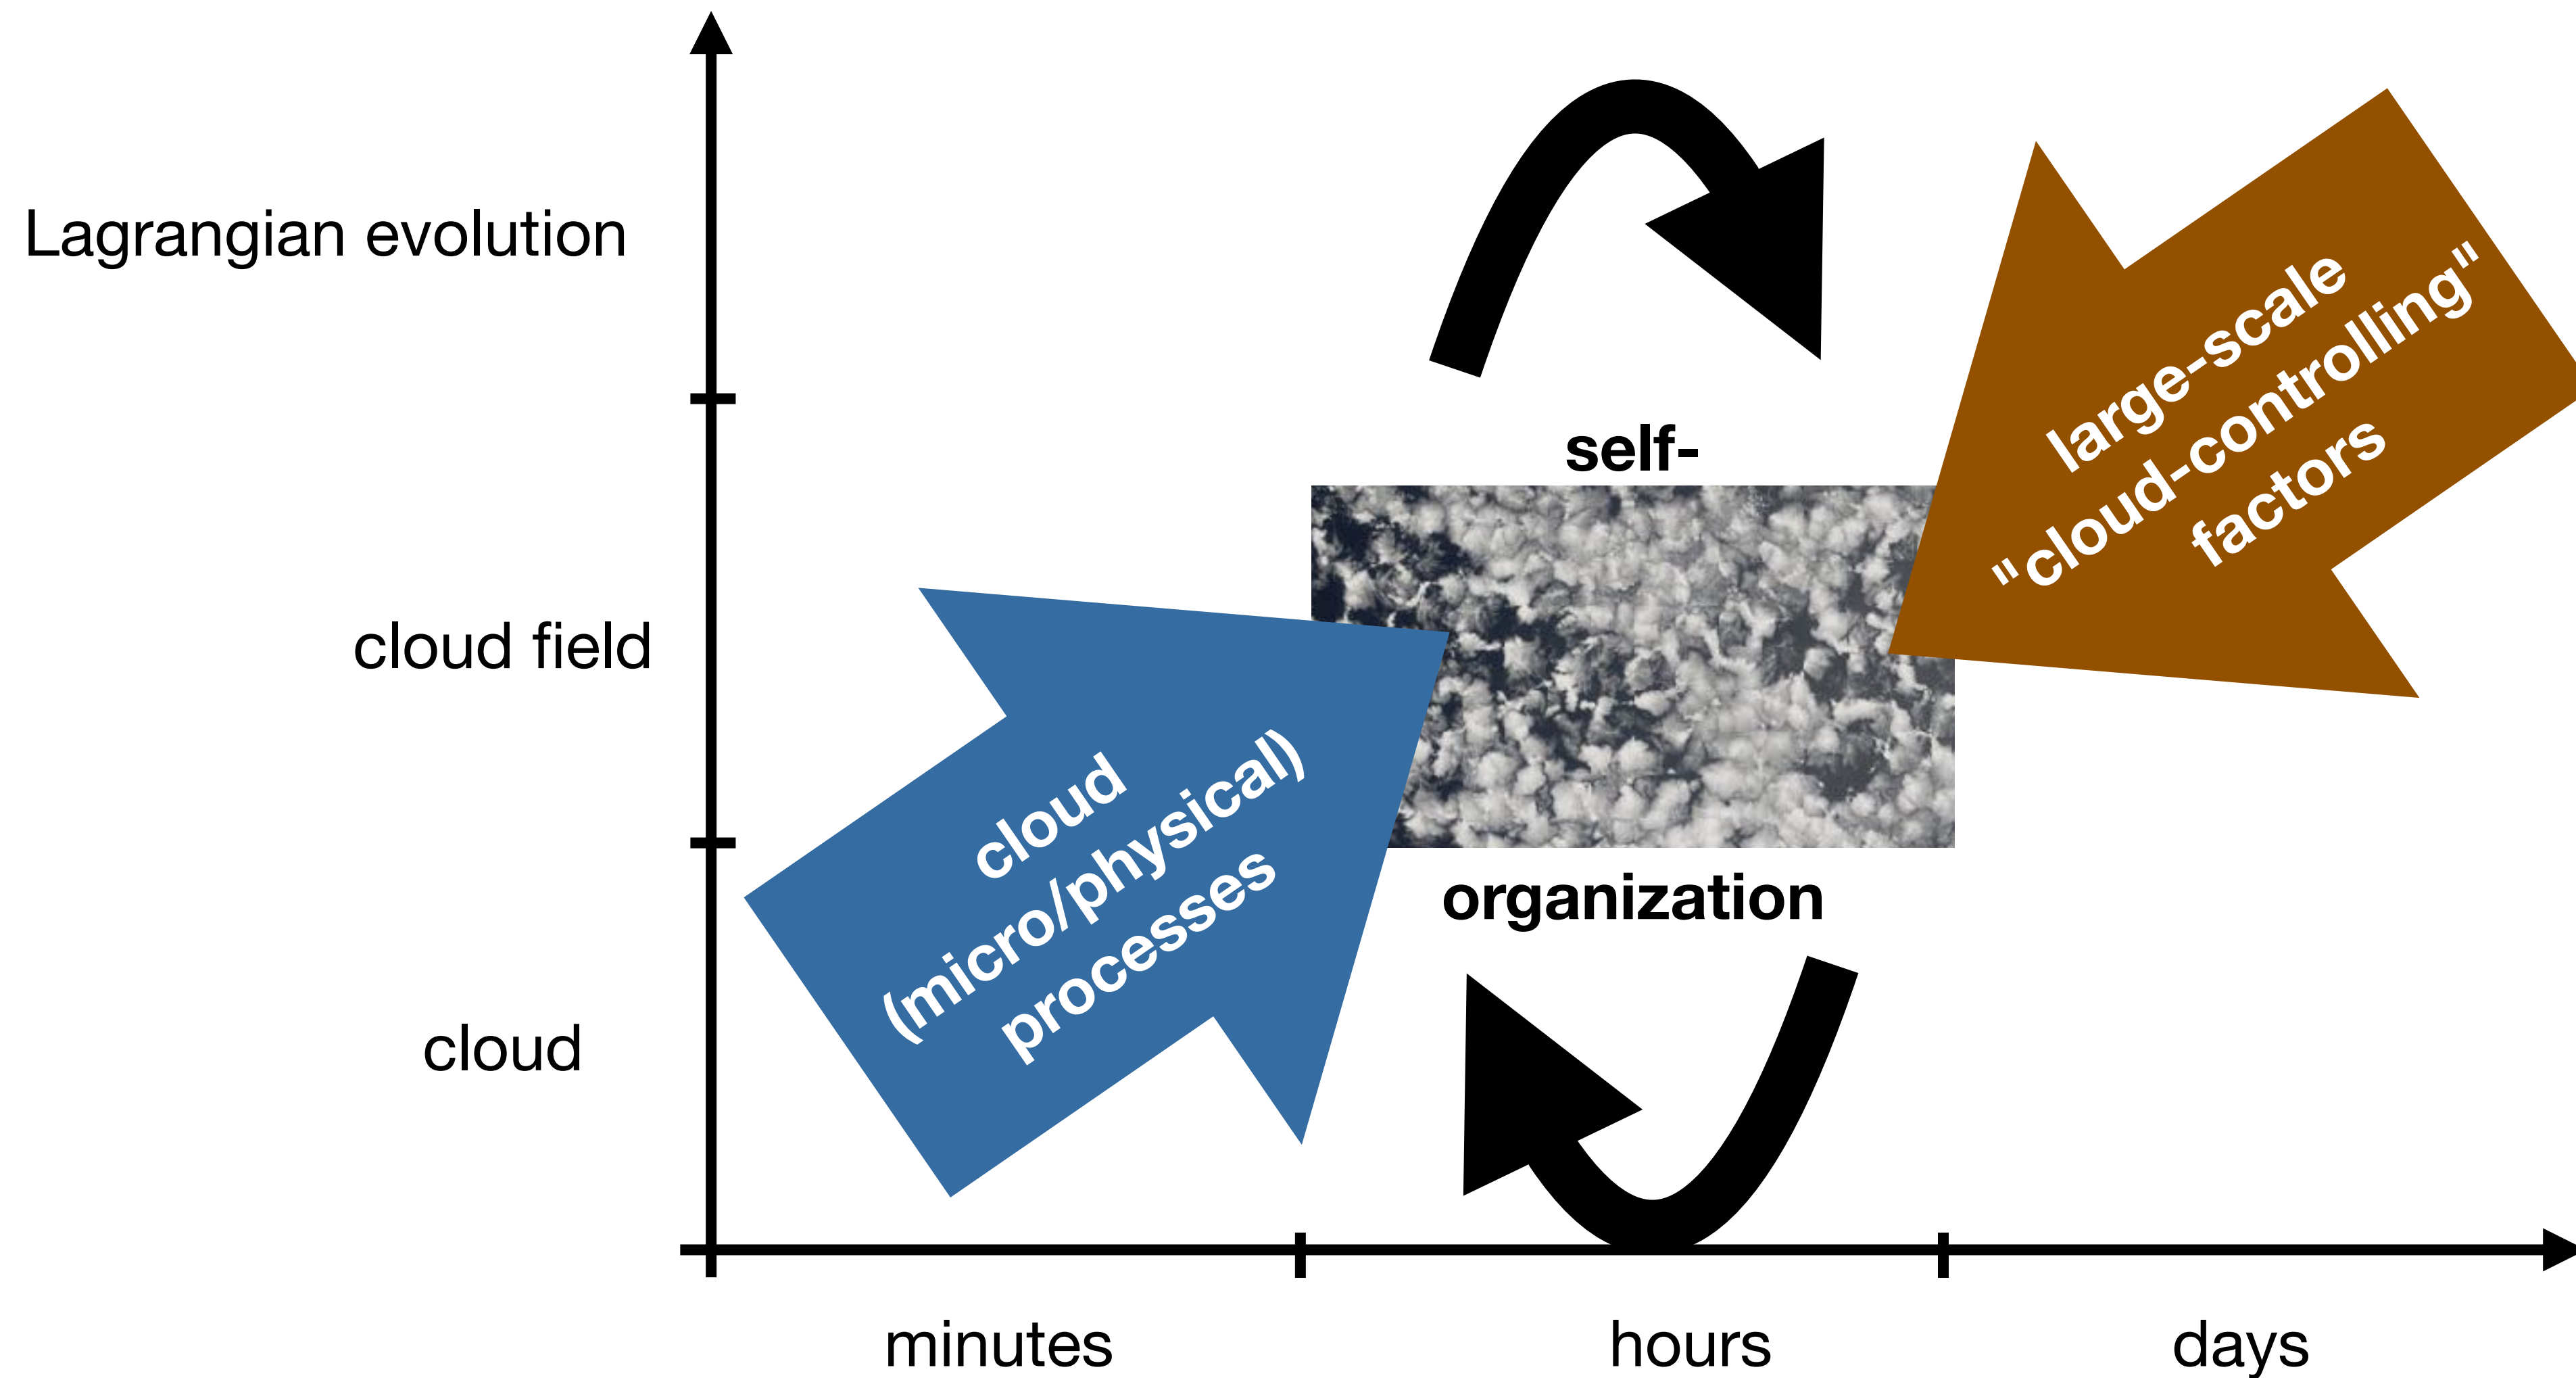 Lagrangian evolution
cloud field
cloud
self-
organization
cloud
(micro/physical)
processes
large-scale
"cloud-controlling"
factors
minutes
hours
days